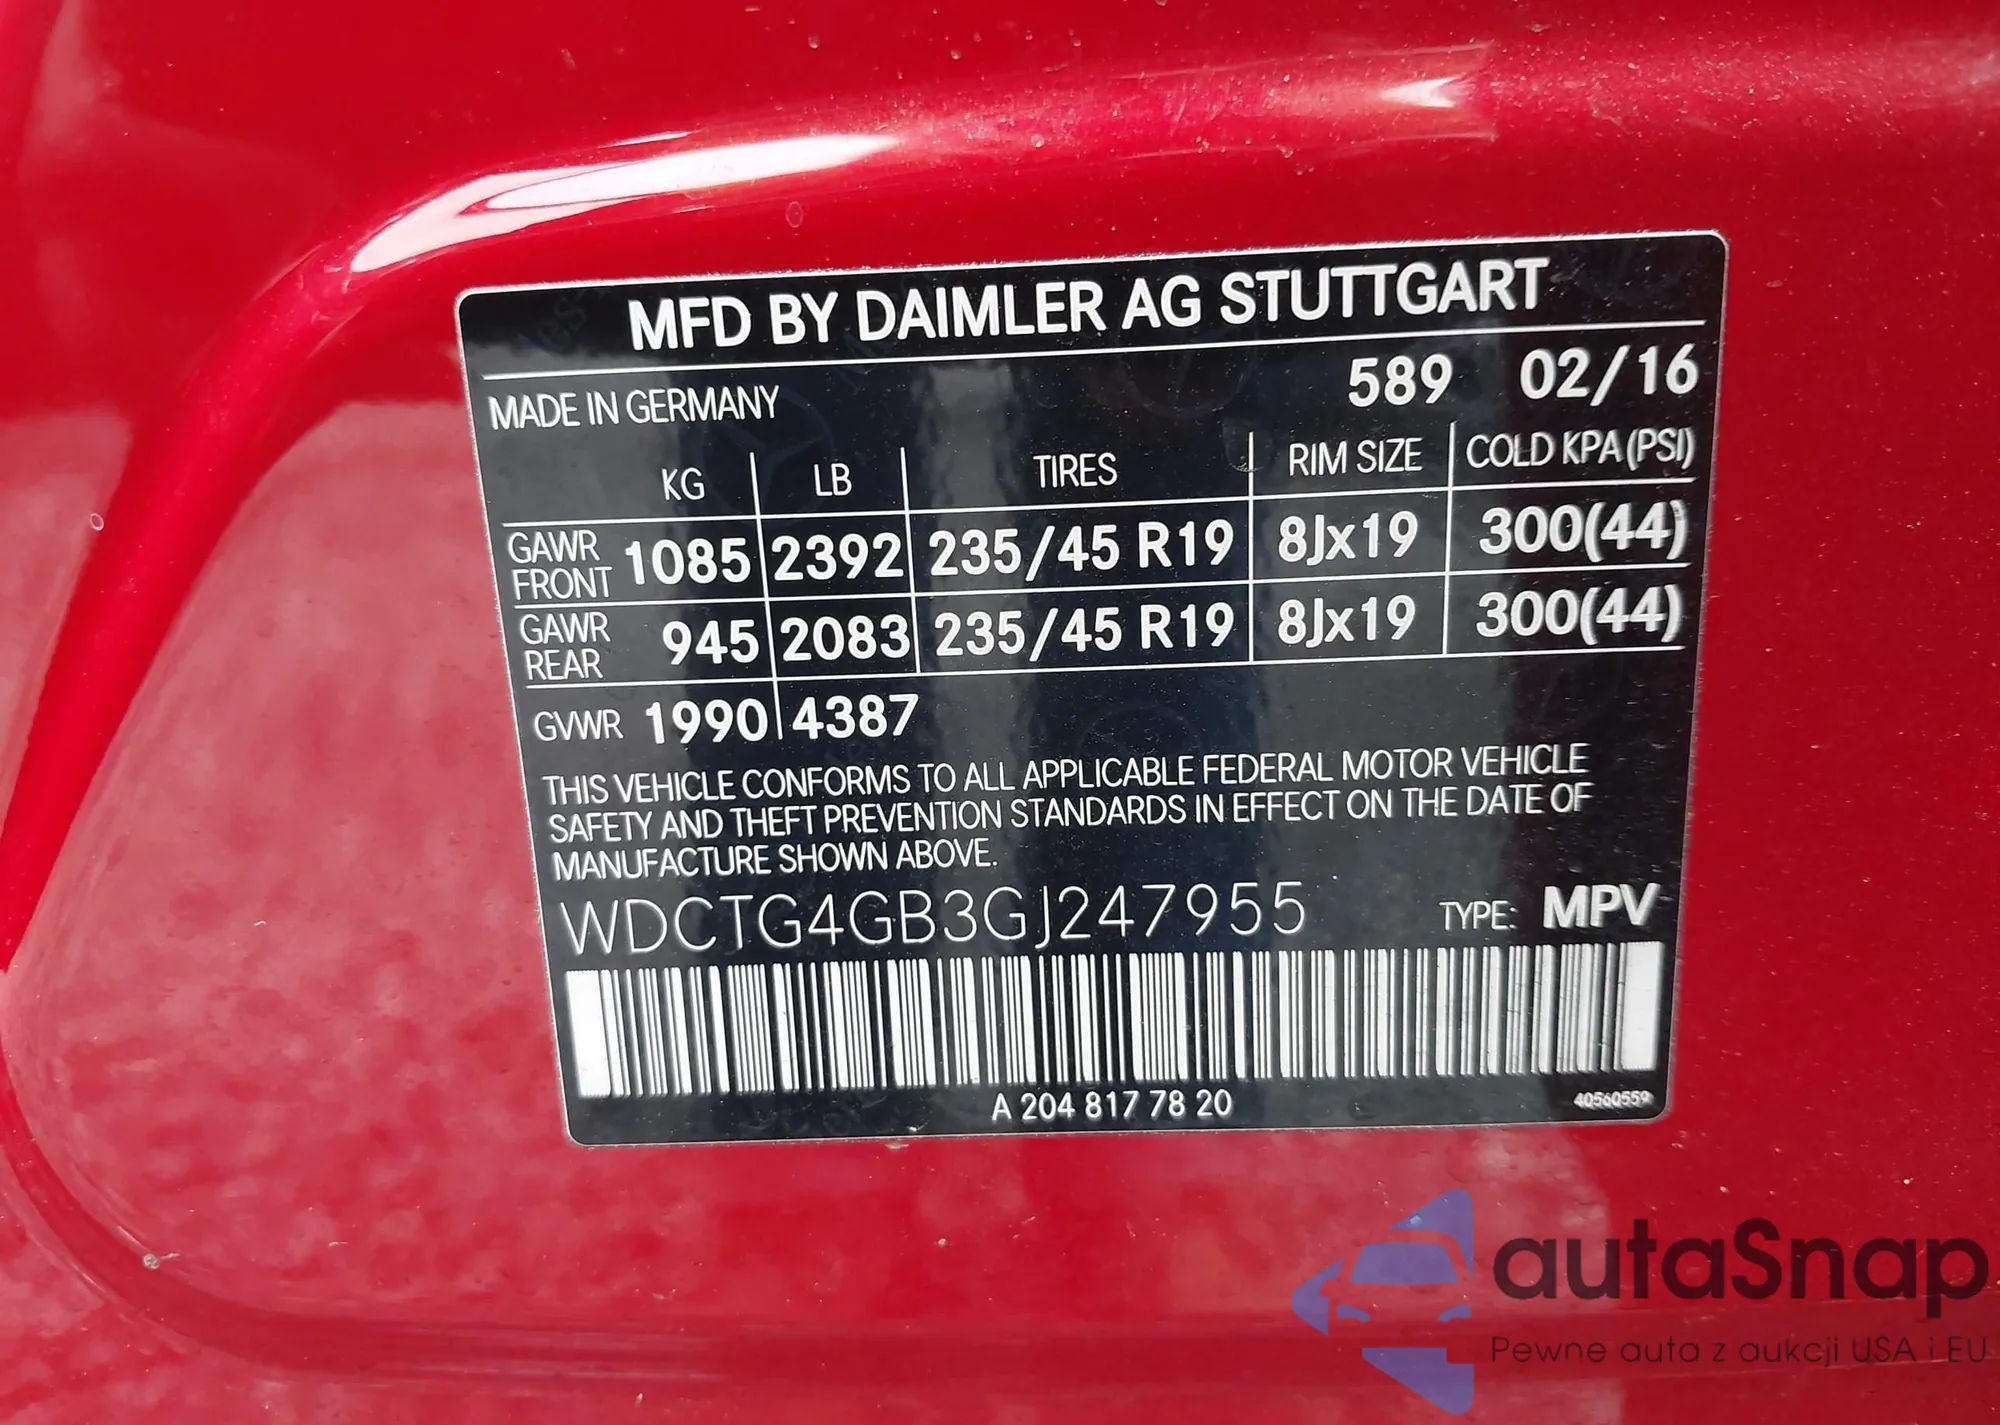 MFD BY DAIMLER AG STUTTGART
MADE IN GERMANY 589 02/16
KG LB TIRES RIM SIZE COLD KPA (PSI)
GAWR FRONT 1085 2392 235/45 R19 8Jx19 300(44)
GAWR REAR 945 2083 235/45 R19 8Jx19 300(44)
GVWR 1990 4387
THIS VEHICLE CONFORMS TO ALL APPLICABLE FEDERAL MOTOR VEHICLE
SAFETY AND THEFT PREVENTION STANDARDS IN EFFECT ON THE DATE OF
MANUFACTURE SHOWN ABOVE.
WDCTG4GB3GJ247955 TYPE: MPV
A 204 817 78 20 40560559
autaSnap
Pewne auta z aukcji USA i EU